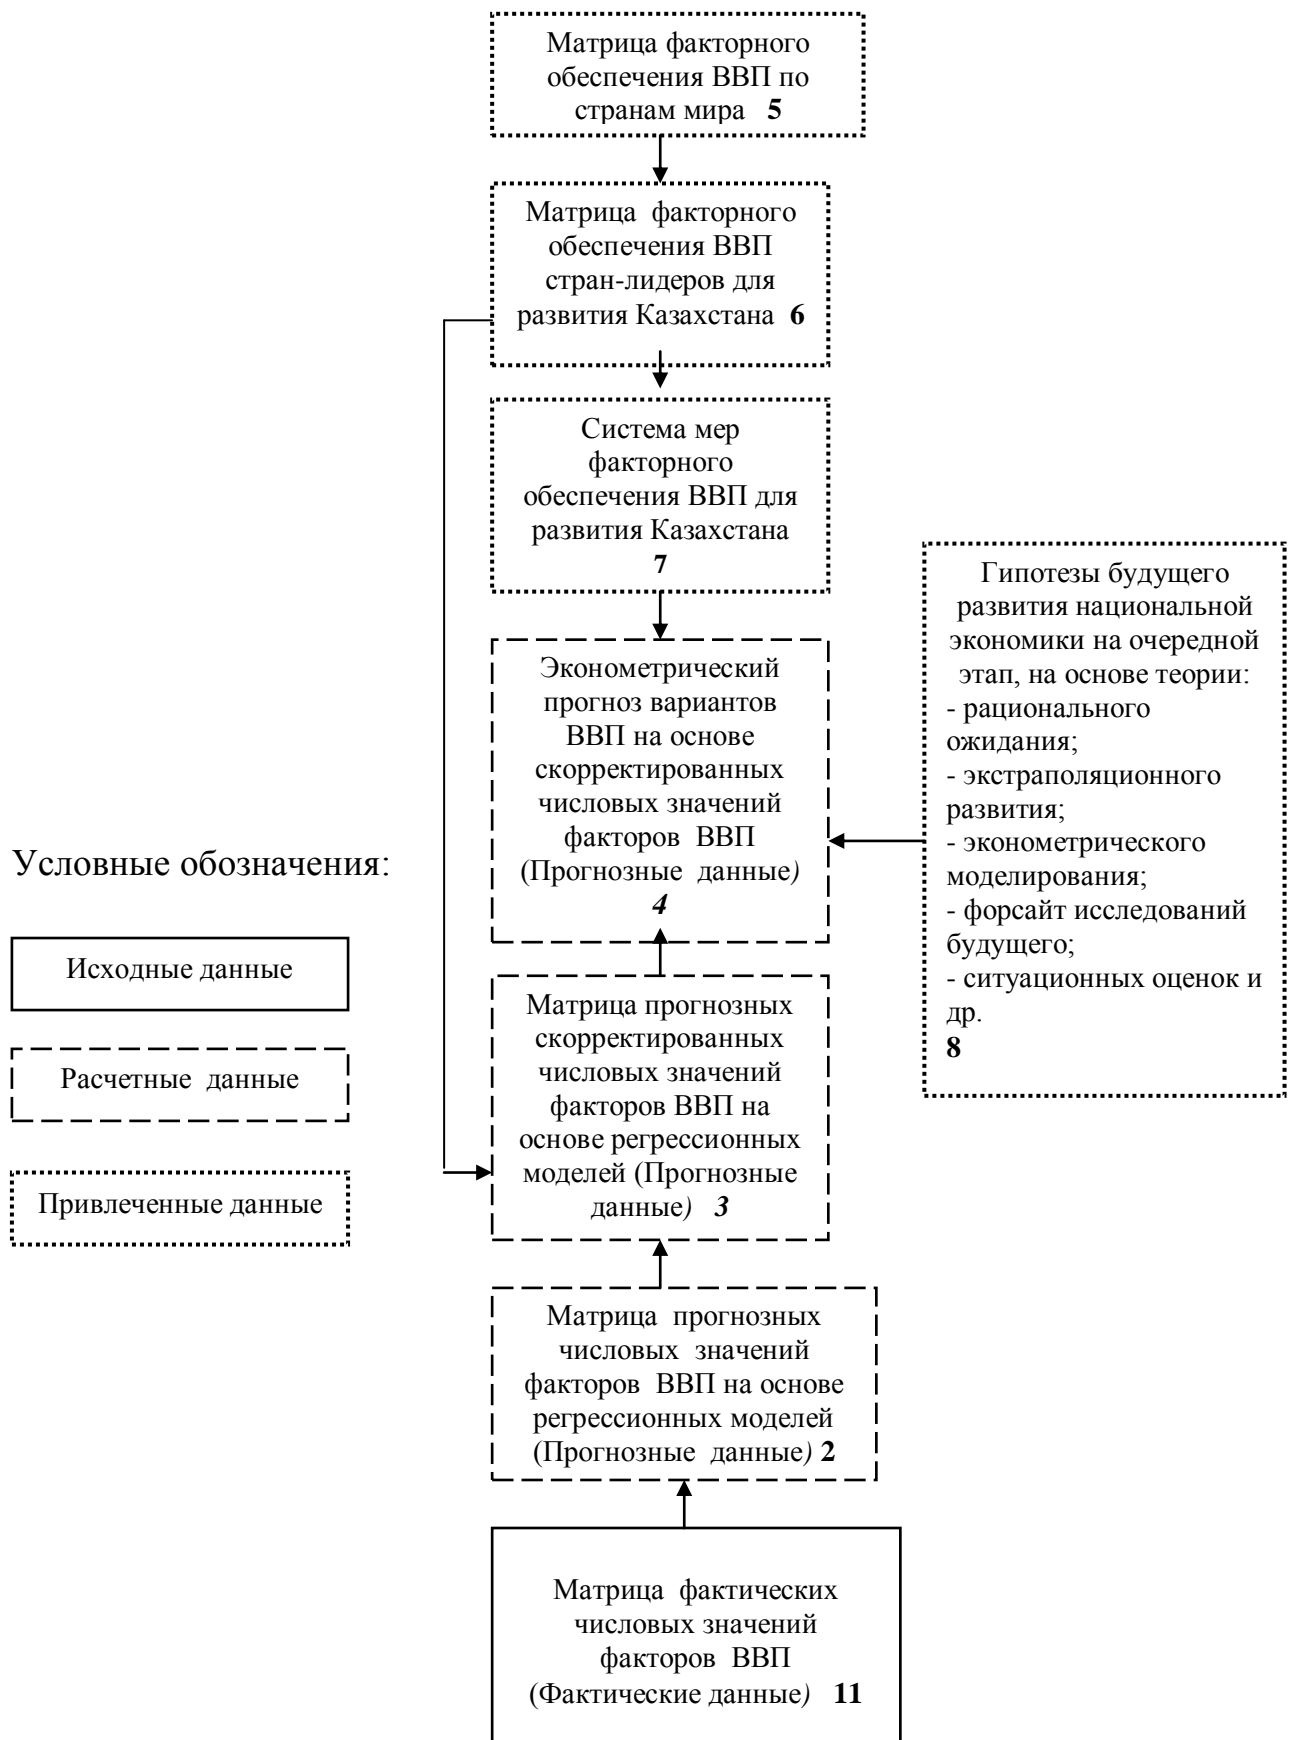 Матрица факторного
обеспечения ВВП по
странам мира 5
Матрица факторного
обеспечения ВВП
стран-лидеров для
развития Казахстана 6
Система мер
факторного
обеспечения ВВП для
развития Казахстана
7
Гипотезы будущего
развития национальной
экономики на очередной
этап, на основе теории:
- рационального
ожидания;
- экстраполяционного
развития;
- эконометрического
моделирования;
- форсайт исследований
будущего;
- ситуационных оценок и
др.
8
Эконометрический
прогноз вариантов
ВВП на основе
скорректированных
числовых значений
факторов ВВП
(Прогнозные данные)
4
Условные обозначения:
Исходные данные
Расчетные данные
Привлеченные данные
Матрица прогнозных
скорректированных
числовых значений
факторов ВВП на
основе регрессионных
моделей (Прогнозные
данные) 3
Матрица прогнозных
числовых значений
факторов ВВП на основе
регрессионных моделей
(Прогнозные данные) 2
Матрица фактических
числовых значений
факторов ВВП
(Фактические данные) 11